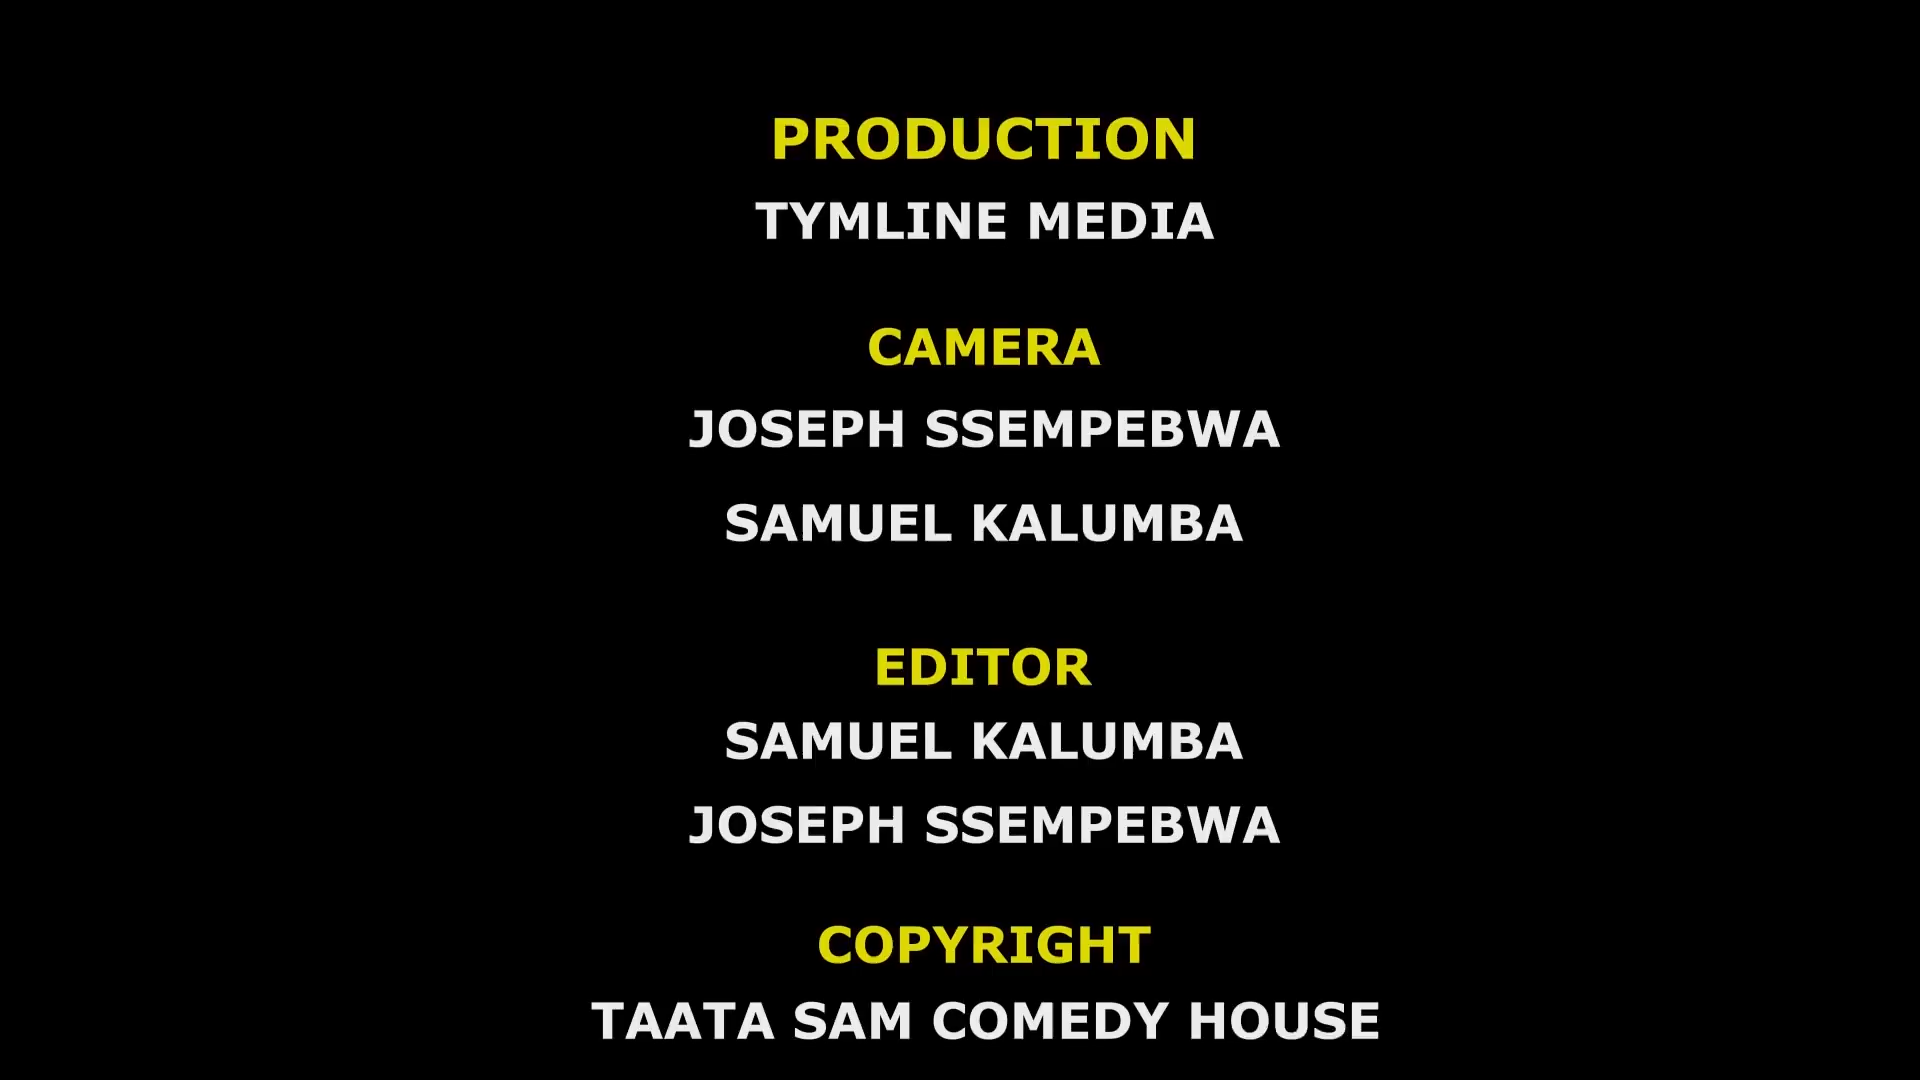 PRODUCTION
TYMLINE MEDIA
CAMERA
JOSEPH SSEMPEBWA
SAMUEL KALUMBA
EDITOR
SAMUEL KALUMBA
JOSEPH SSEMPEBWA
COPYRIGHT
TAATA SAM COMEDY HOUSE